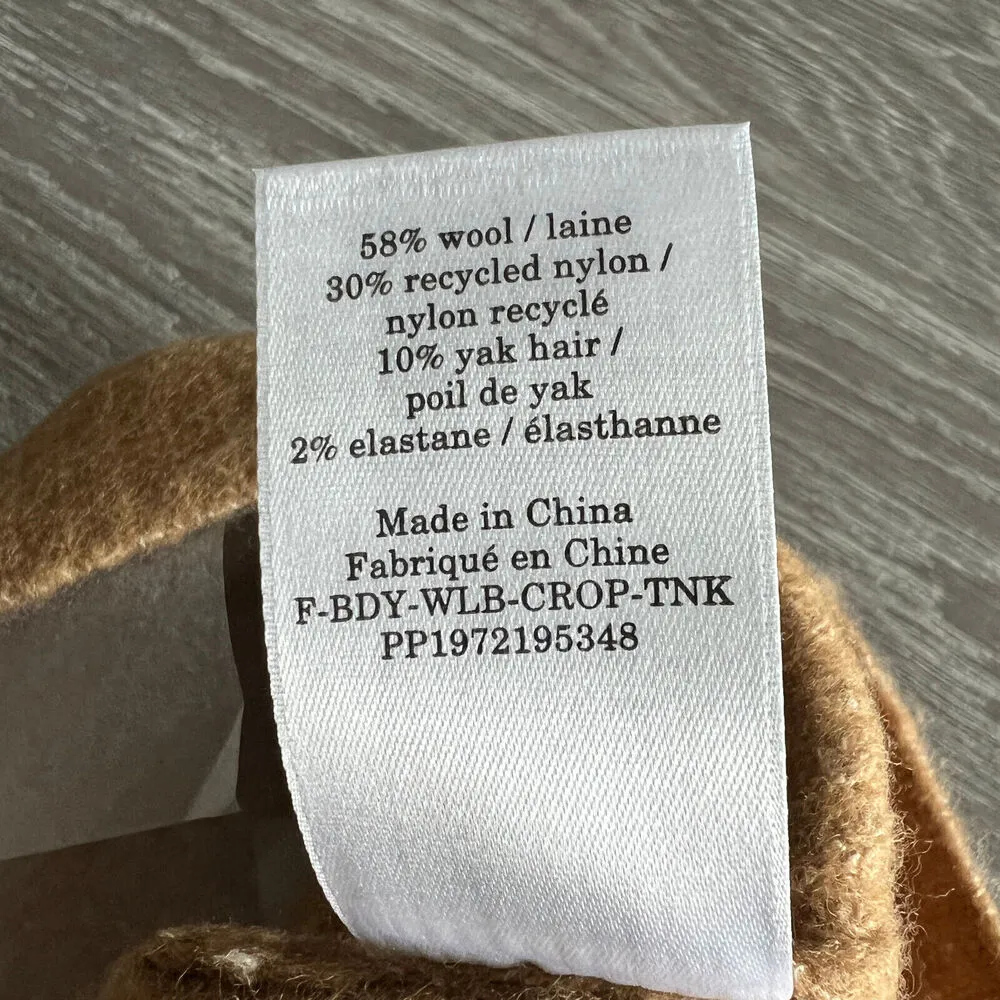 58% wool / laine
30% recycled nylon /
nylon recyclé
10% yak hair /
poil de yak
2% elastane / élasthanne
Made in China
Fabriqué en Chine
F-BDY-WLB-CROP-TNK
PP1972195348